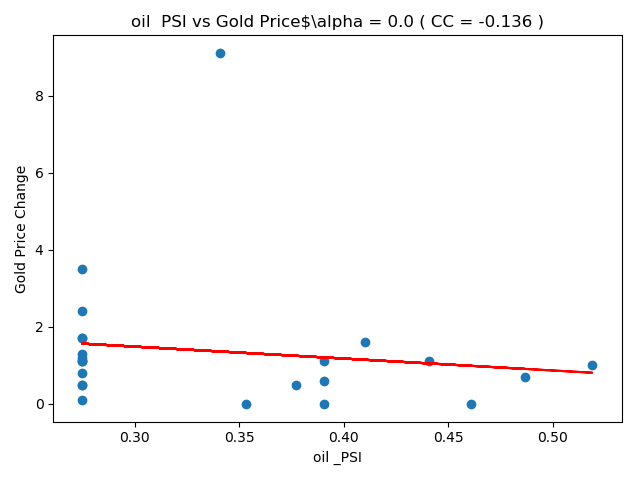 oil  PSI vs Gold Price$\alpha = 0.0 ( CC = -0.136 )
8
6
4
2
0
Gold Price Change
0.30 0.35 0.40 0.45 0.50
oil _PSI